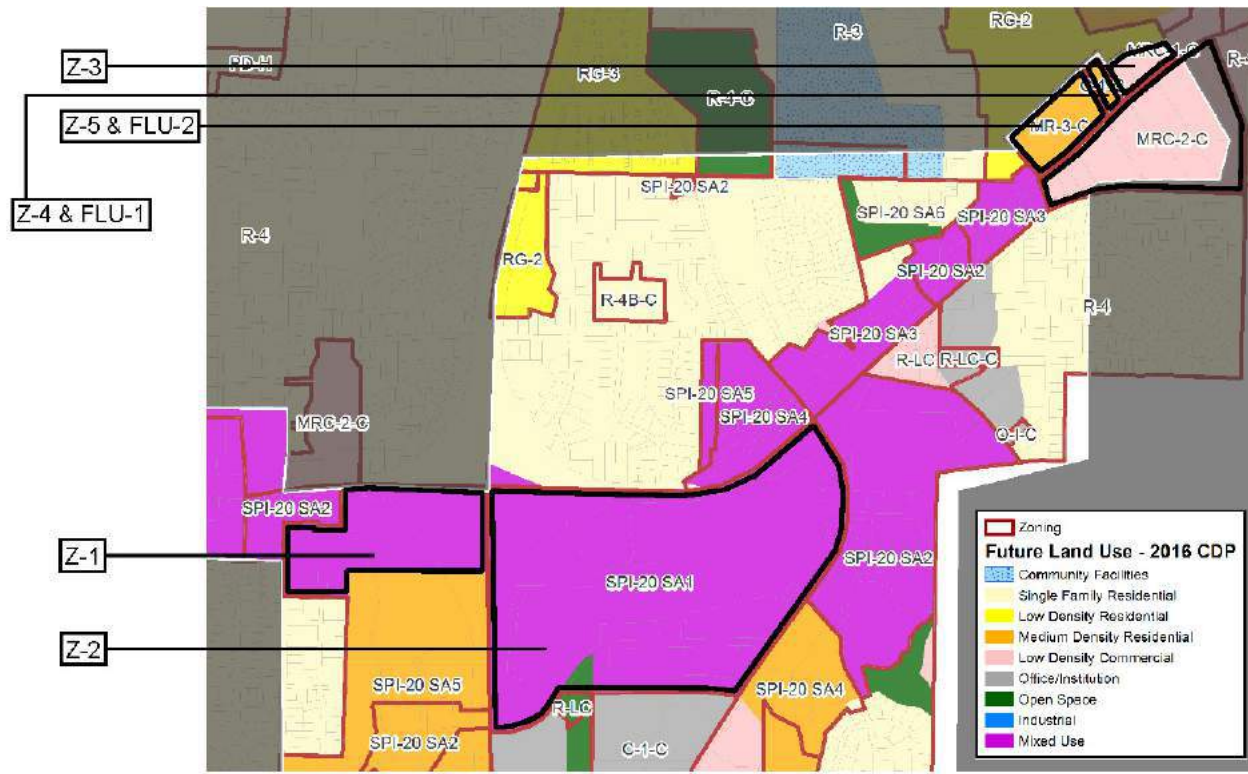 RG-2
R-3
Z-3
PD-H
RG-3
MRC-1-C
R-4-C
Z-5 & FLU-2
MR-3-C
MRC-2-C
SPI-20 SA2
Z-4 & FLU-1
SPI-20 SA6
SPI-20 SA3
R-4
RG-2
SPI-20 SA2
R-4B-C
R-4
SPI-20 SA3
R-LC
R-LC-C
SPI-20 SA5
SPI-20 SA4
MRC-2-C
O-I-C
SPI-20 SA2
Z-1
SPI-20 SA2
SPI-20 SA1
Z-2
SPI-20 SA5
SPI-20 SA4
R-LC
SPI-20 SA2
C-1-C
Zoning
Future Land Use - 2016 CDP
Community Facilities
Single Family Residential
Low Density Residential
Medium Density Residential
Low Density Commercial
Office/Institution
Open Space
Industrial
Mixed Use